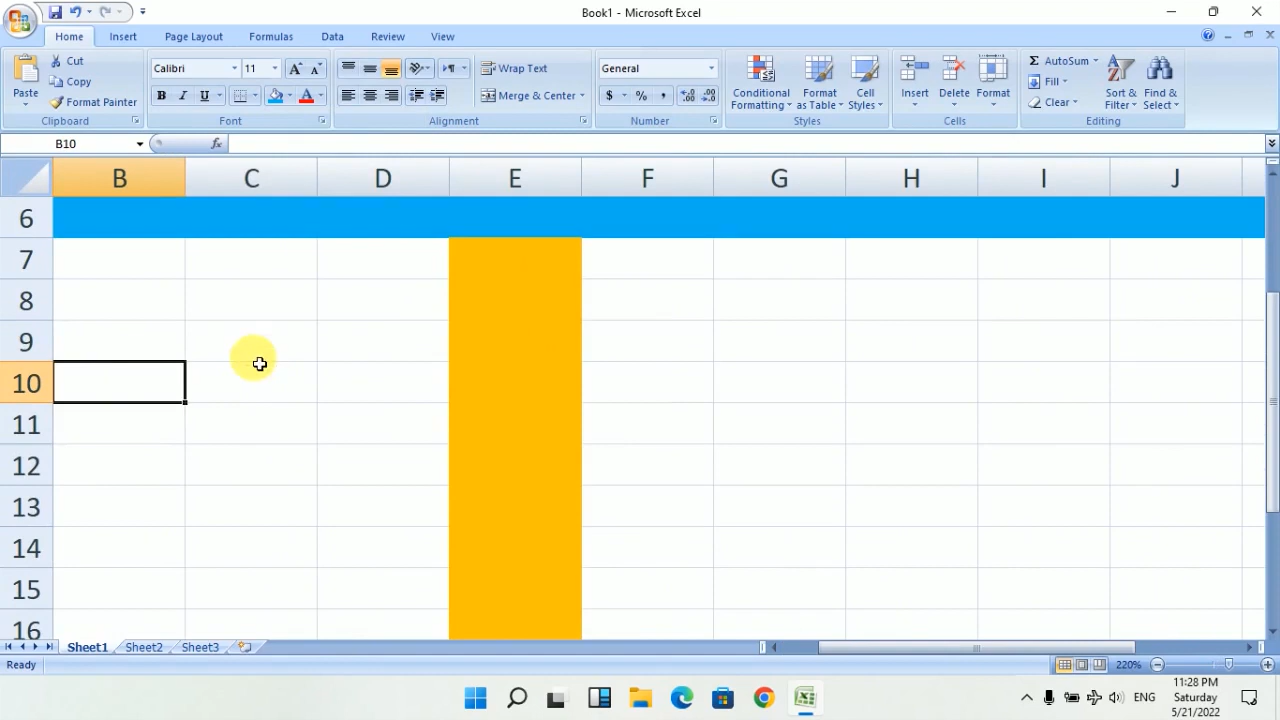 Book1 - Microsoft Excel
Home Insert Page Layout Formulas Data Review View
Paste
Cut
Copy
Format Painter
Clipboard
Calibri 11
B I U A
Font
Wrap Text
Merge & Center
Alignment
General
$ % ,
Number
Conditional Formatting
Format as Table
Cell Styles
Styles
Insert Delete Format
Cells
Σ AutoSum
Fill
Clear
Sort & Filter
Find & Select
Editing
B10 fx
B C D E F G H I J
6
7
8
9
10
11
12
13
14
15
16
Sheet1 Sheet2 Sheet3
Ready 220%
ENG
11:28 PM
Saturday
5/21/2022